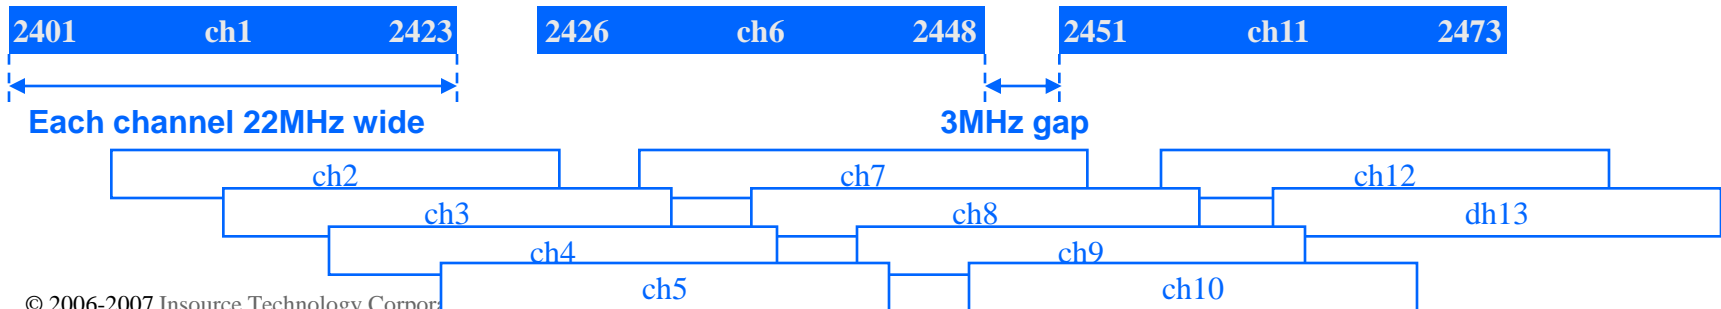 2401 ch1 2423 2426 ch6 2448 2451 ch11 2473
Each channel 22MHz wide 3MHz gap
ch2 ch7 ch12
ch3 ch8 dh13
ch4 ch9
ch5 ch10
© 2006-2007 Insource Technology